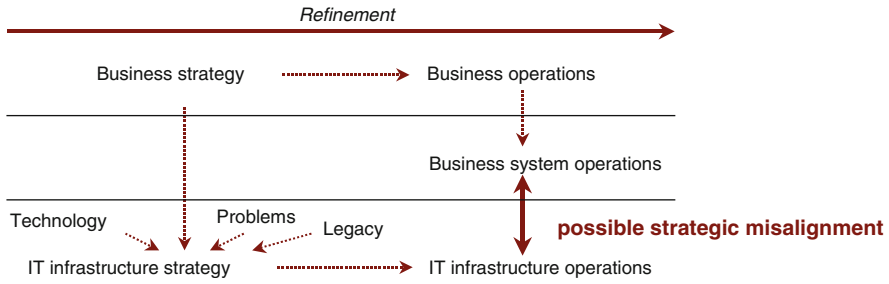 Refinement
Business strategy
Business operations
Business system operations
Technology
Problems
Legacy
possible strategic misalignment
IT infrastructure strategy
IT infrastructure operations